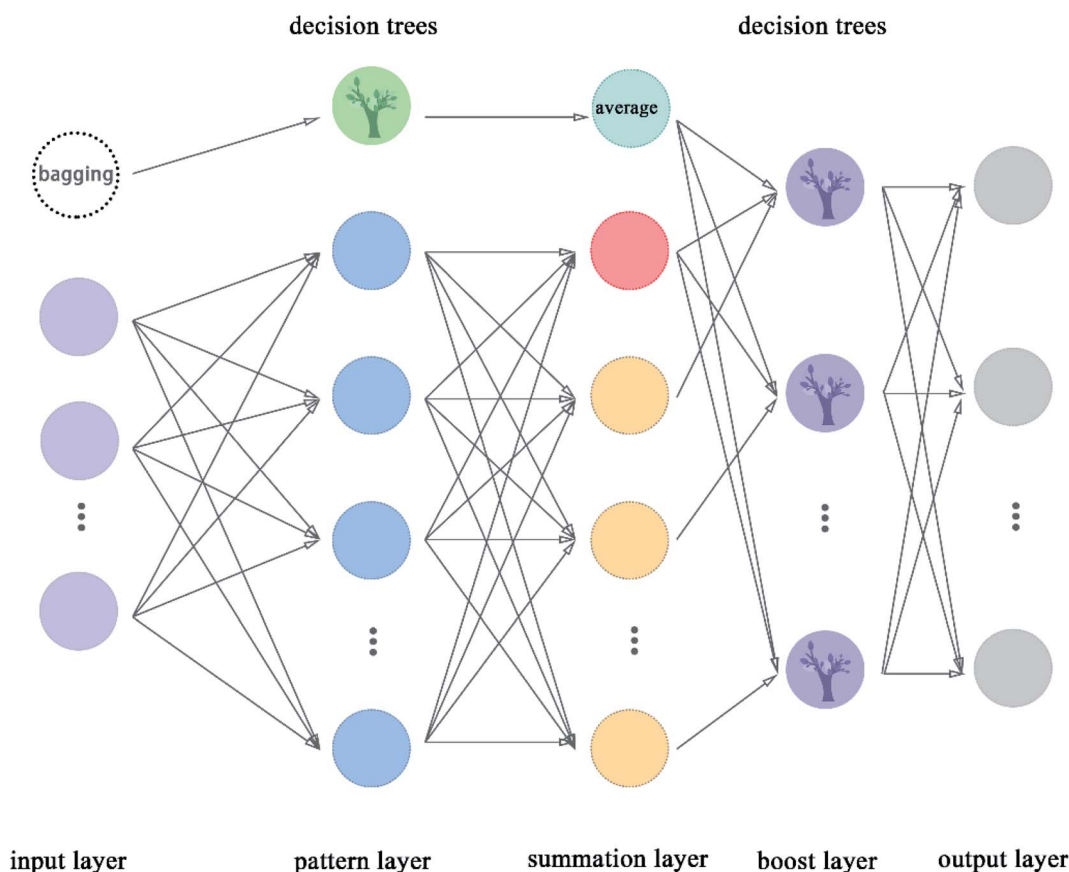 decision trees
decision trees
average
bagging
input layer
pattern layer
summation layer
boost layer
output layer